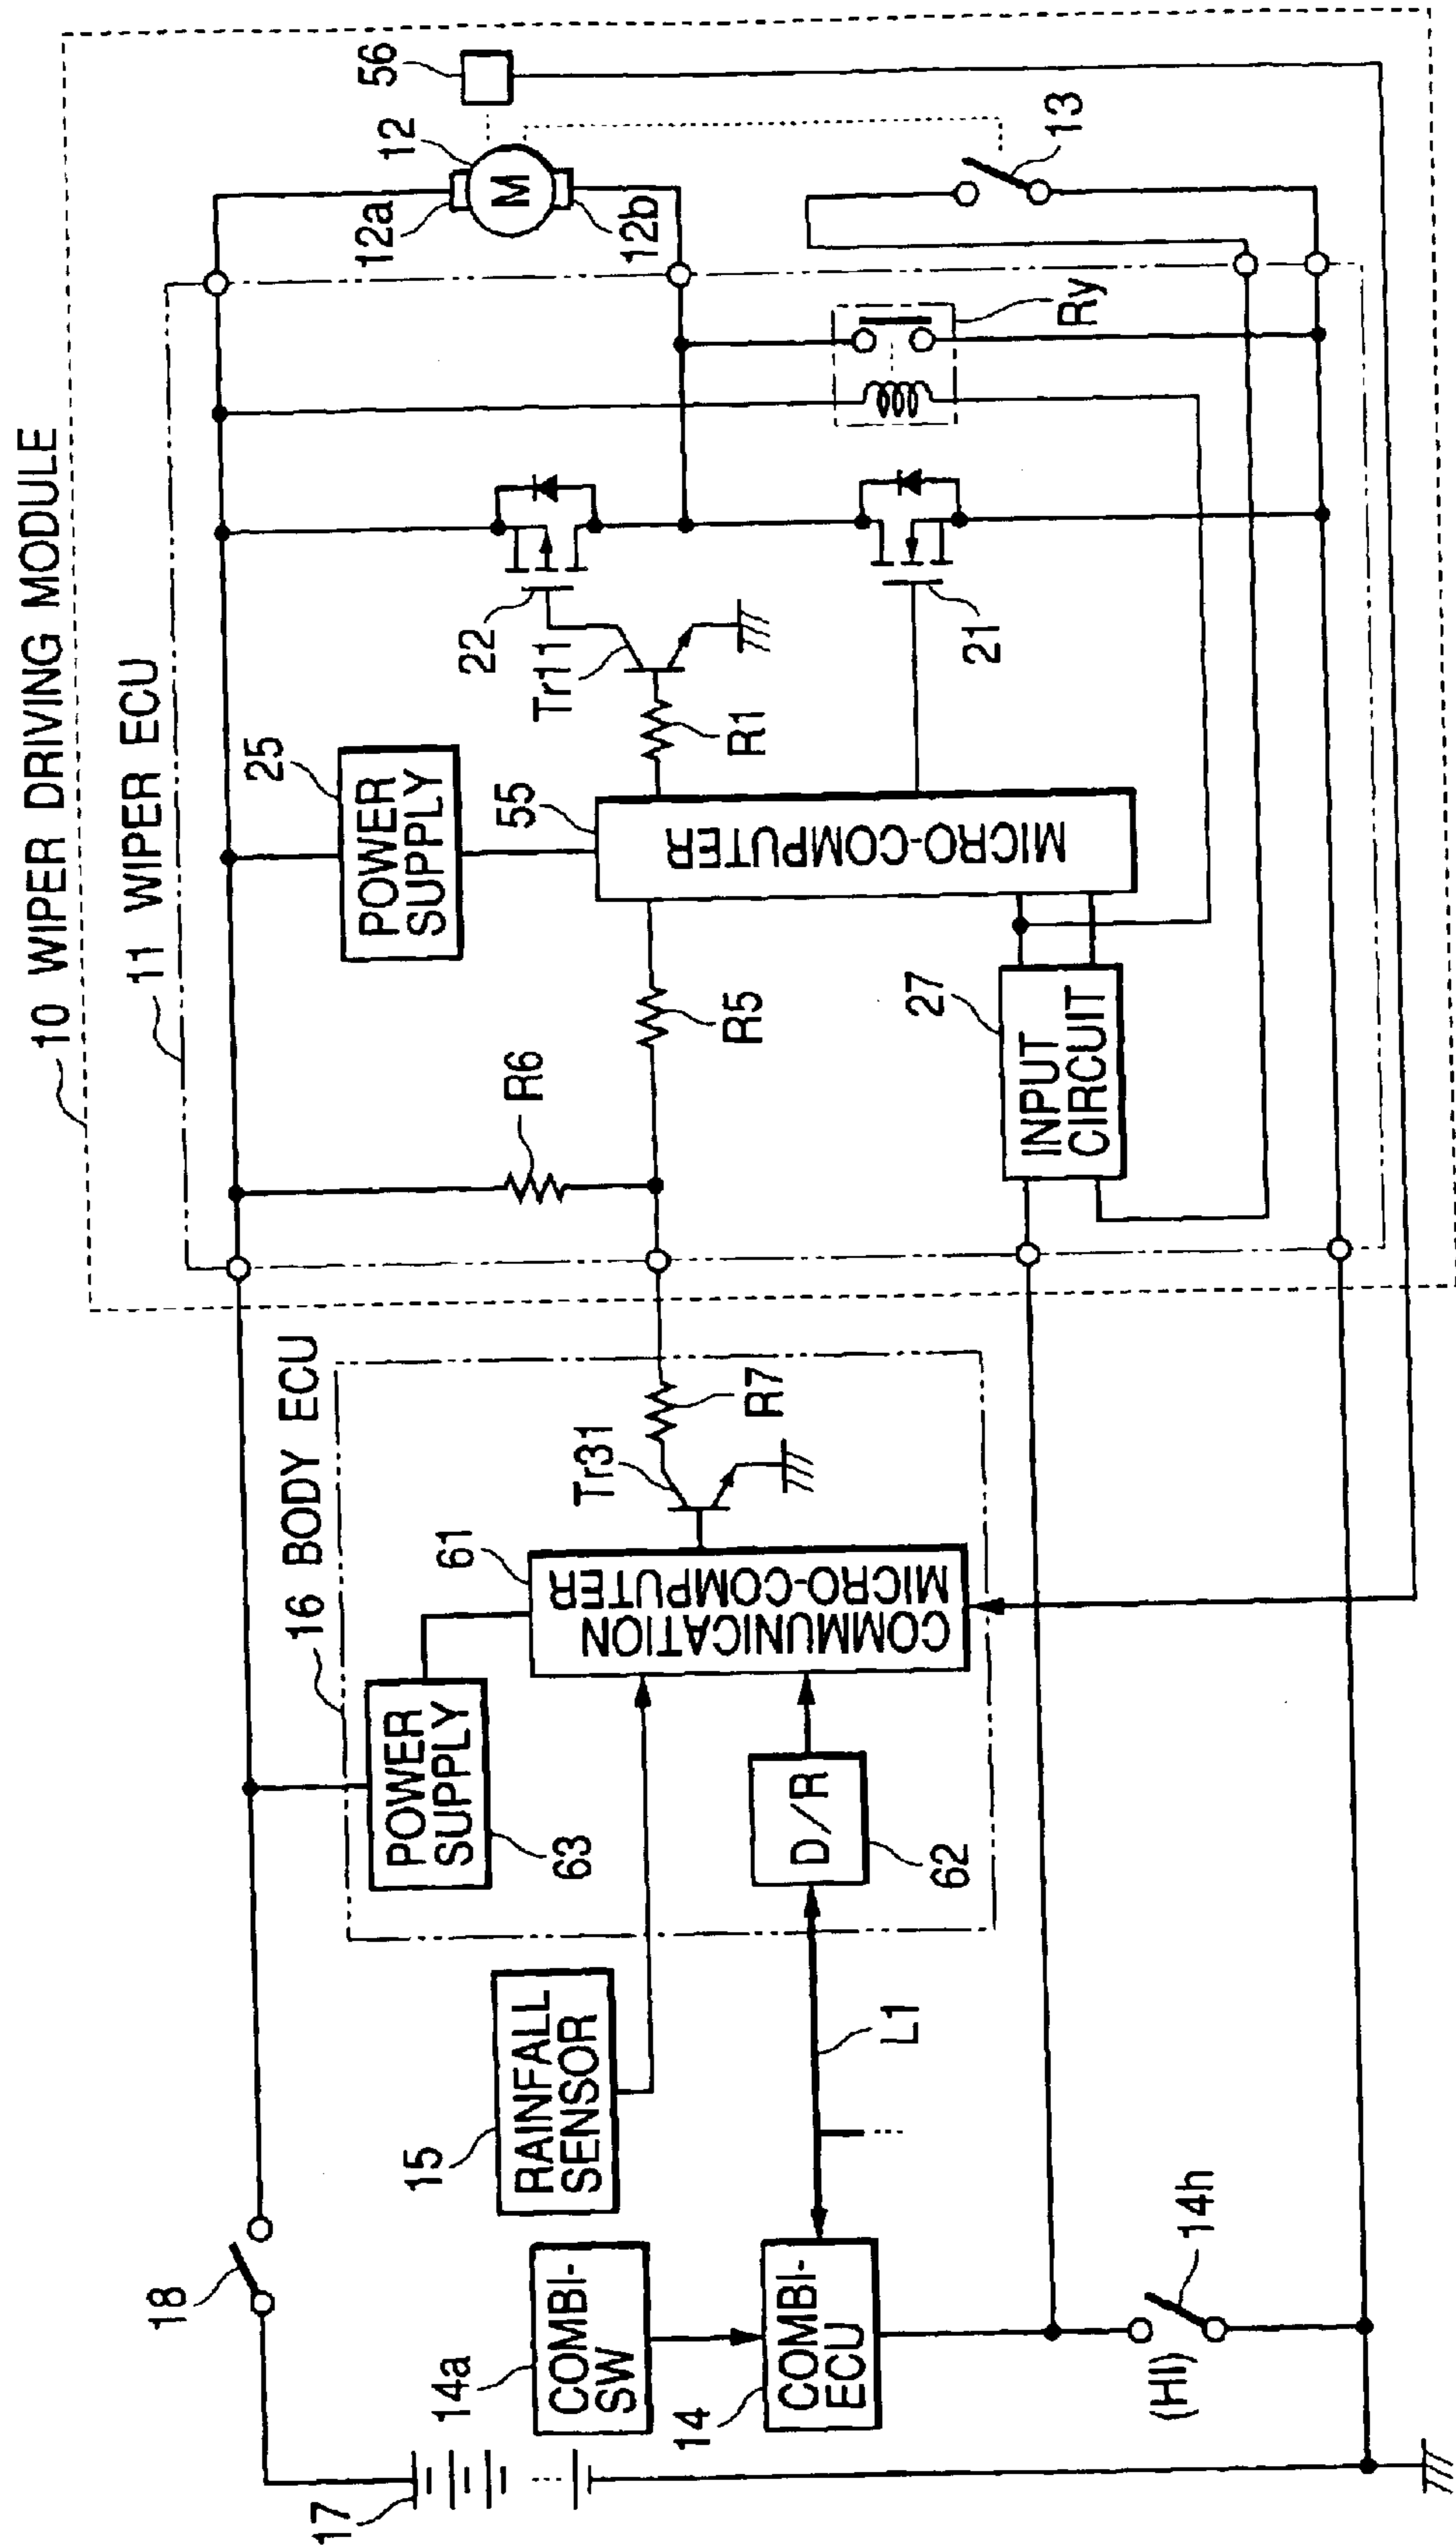 10 WIPER DRIVING MODULE
11 WIPER ECU
16 BODY ECU
18
17
14a
COMBI-
SW
14
COMBI-
ECU
(HI)
14h
15
RAINFALL
SENSOR
L1
POWER
SUPPLY
63
D/R
62
61
COMMUNICATION
MICRO-COMPUTER
Tr31
R7
R6
R5
25
POWER
SUPPLY
55
MICRO-COMPUTER
27
INPUT
CIRCUIT
R1
Tr11
22
21
Ry
12a
12
M
12b
56
13